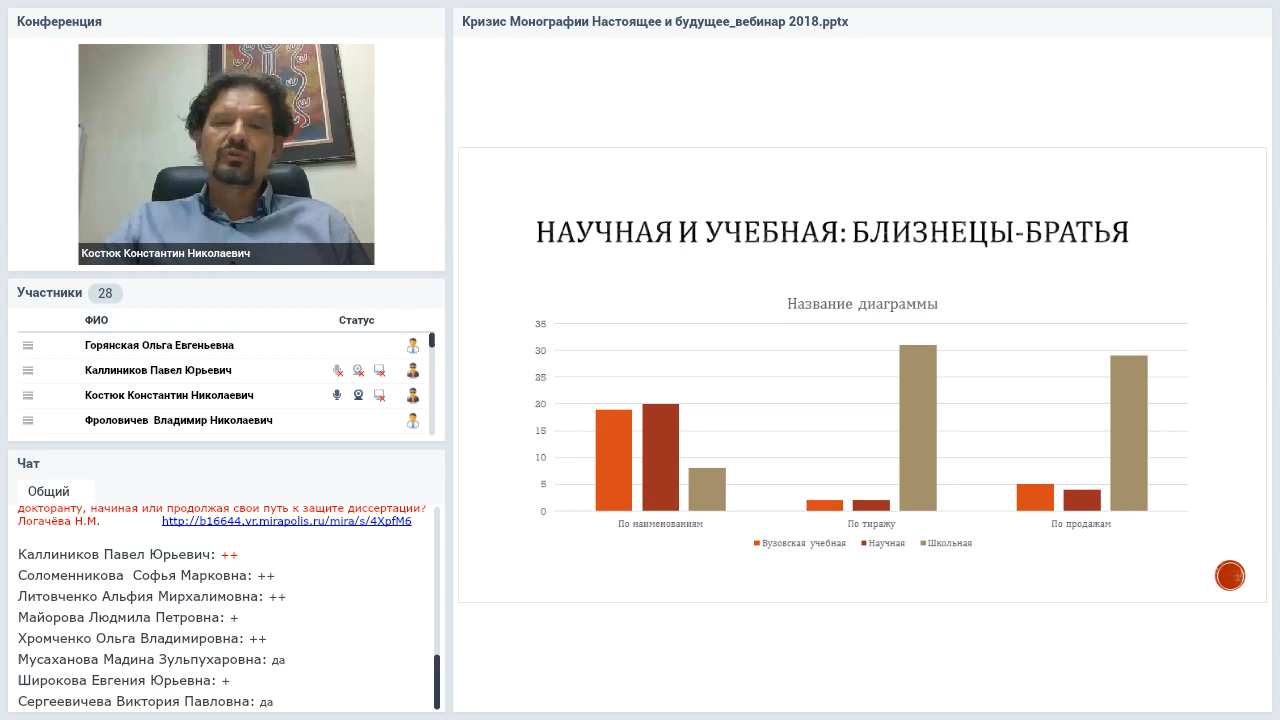 Конференция
Костюк Константин Николаевич
Участники 28
ФИО Статус
Горянская Ольга Евгеньевна
Каллиников Павел Юрьевич
Костюк Константин Николаевич
Фроловичев Владимир Николаевич
Чат
Общий
докторанту, начиная или продолжая свой путь к защите диссертации?
Логачёва Н.М. http://b16644.vr.mirapolis.ru/mira/s/4XpfM6
Каллиников Павел Юрьевич: ++
Соломенникова Софья Марковна: ++
Литовченко Альфия Мирхалимовна: ++
Майорова Людмила Петровна: +
Хромченко Ольга Владимировна: ++
Мусаханова Мадина Зульпухаровна: да
Широкова Евгения Юрьевна: +
Сергеевичева Виктория Павловна: да
Кризис Монографии Настоящее и будущее_вебинар 2018.pptx
НАУЧНАЯ И УЧЕБНАЯ: БЛИЗНЕЦЫ-БРАТЬЯ
Название диаграммы
35
30
25
20
15
10
5
0
По наименованиям По тиражу По продажам
Вузовская учебная Научная Школьная